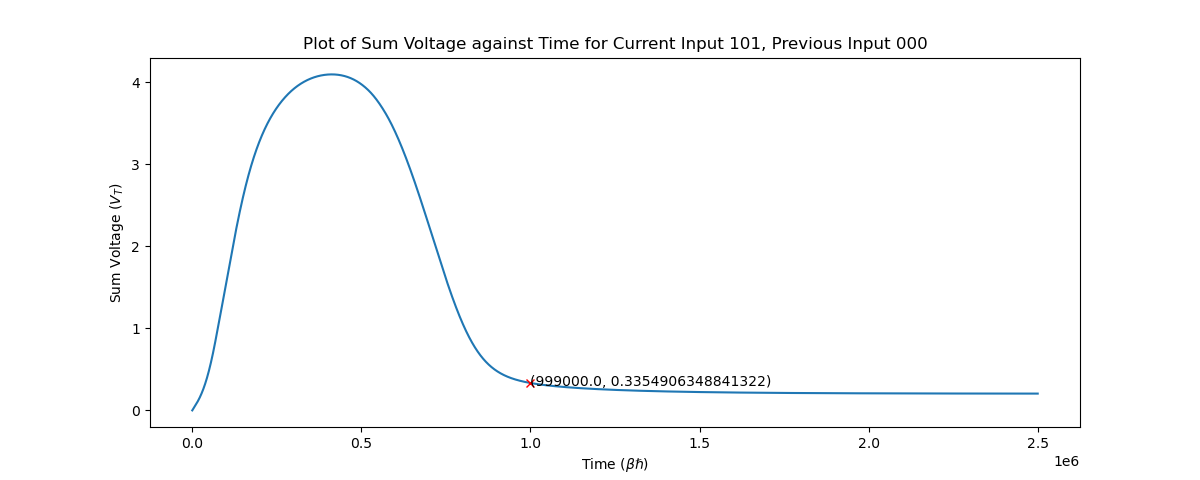 Plot of Sum Voltage against Time for Current Input 101, Previous Input 000
Sum Voltage (V_T)
4
3
2
1
0
(999000.0, 0.3354906348841322)
0.0 0.5 1.0 1.5 2.0 2.5
1e6
Time (βℏ)